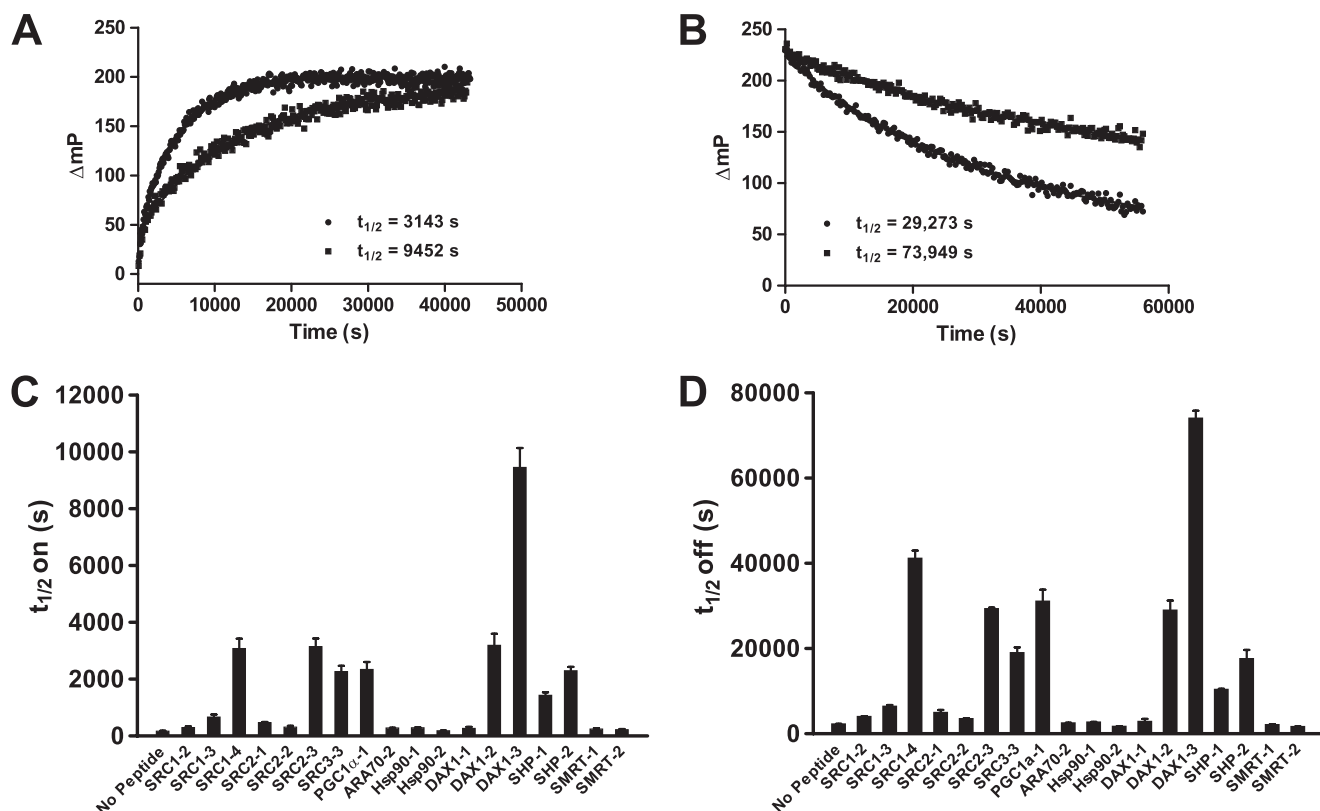 A
250
200
150
100
50
0
ΔmP
t1/2 = 3143 s
t1/2 = 9452 s
0 10000 20000 30000 40000 50000
Time (s)
B
250
200
150
100
50
0
ΔmP
t1/2 = 29,273 s
t1/2 = 73,949 s
0 20000 40000 60000
Time (s)
C
12000
10000
8000
6000
4000
2000
0
t1/2 on (s)
No Peptide
SRC1-2
SRC1-3
SRC1-4
SRC2-1
SRC2-2
SRC2-3
SRC3-3
PGC1α-1
ARA70-2
Hsp90-1
Hsp90-2
DAX1-1
DAX1-2
DAX1-3
SHP-1
SHP-2
SMRT-1
SMRT-2
D
80000
60000
40000
20000
0
t1/2 off (s)
No Peptide
SRC1-2
SRC1-3
SRC1-4
SRC2-1
SRC2-2
SRC2-3
SRC3-3
PGC1a-1
ARA70-2
Hsp90-1
Hsp90-2
DAX1-1
DAX1-2
DAX1-3
SHP-1
SHP-2
SMRT-1
SMRT-2